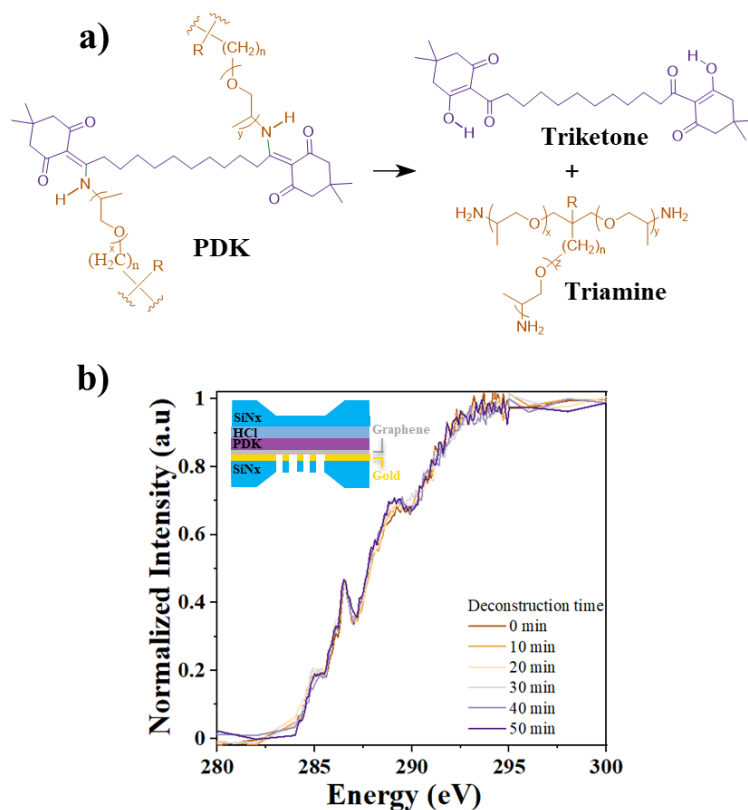 a)
R
(CH2)n
O
O
O
y
N
H
O
O
H
N
O
O
x
(H2C)n
R
PDK
O
O
O
H
O
O
H
O
Triketone
+
H2N
O
x
R
O
y
NH2
(CH2)n
z
O
NH2
Triamine
b)
Normalized Intensity (a.u)
1
0.8
0.6
0.4
0.2
0
SiNx
HCl
PDK
SiNx
Graphene
Gold
Deconstruction time
0 min
10 min
20 min
30 min
40 min
50 min
280
285
290
295
300
Energy (eV)